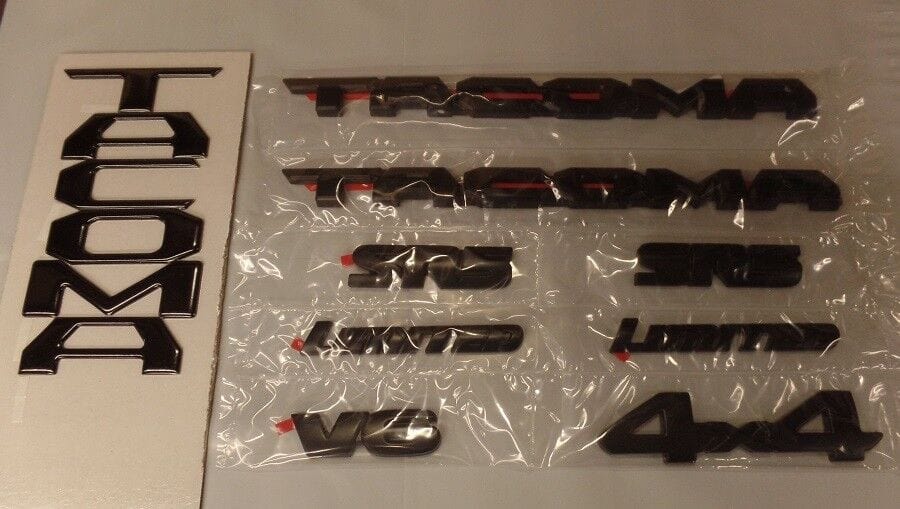 TACOMA
TACOMA
TACOMA
SR5 SR5
LIMITED LIMITED
V6 4x4